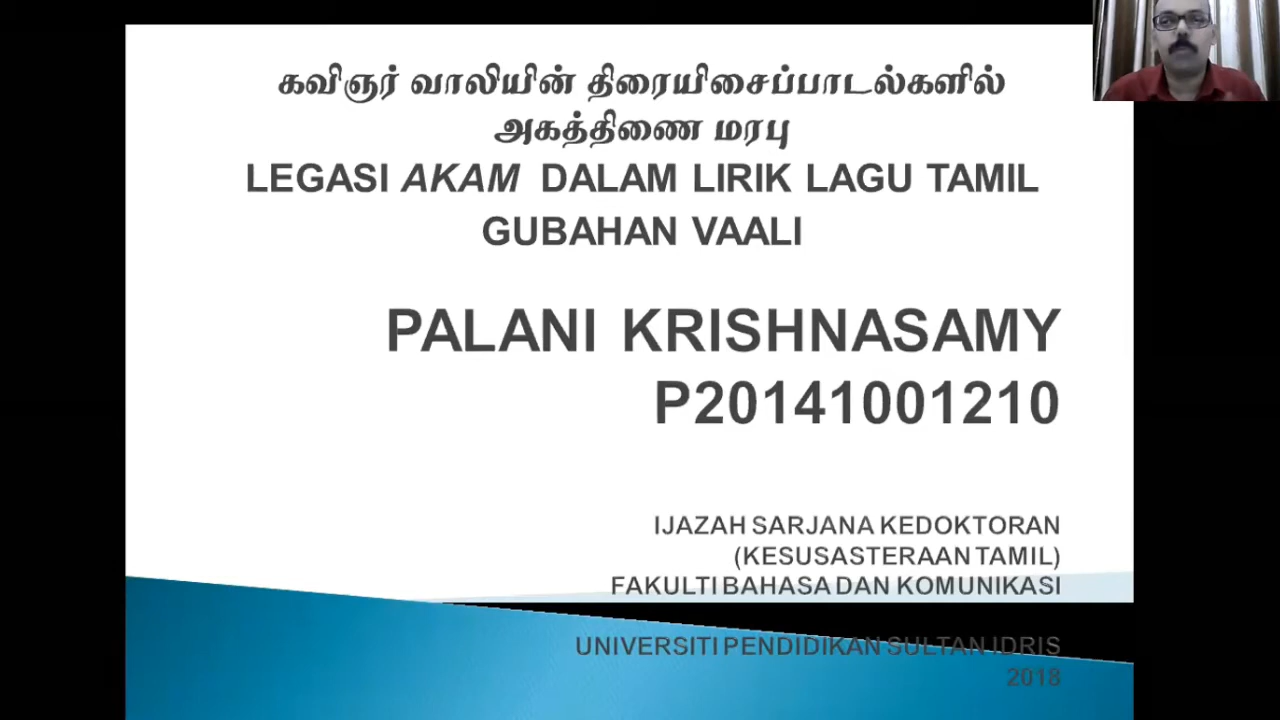 கவிஞர் வாலியின் திரையிசைப்பாடல்களில்
அகத்திணை மரபு
LEGASI AKAM DALAM LIRIK LAGU TAMIL
GUBAHAN VAALI
PALANI KRISHNASAMY
P20141001210
IJAZAH SARJANA KEDOKTORAN
(KESUSASTERAAN TAMIL)
FAKULTI BAHASA DAN KOMUNIKASI
UNIVERSITI PENDIDIKAN SULTAN IDRIS
2018